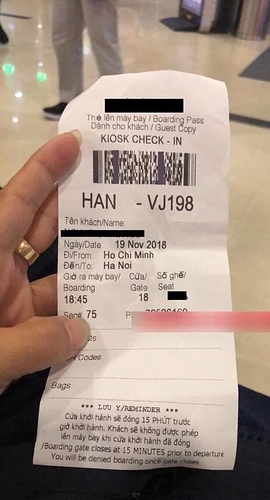 Thẻ lên máy bay / Boarding Pass
Dành cho khách / Guest Copy
KIOSK CHECK - IN
HAN - VJ198
Tên khách/Name
Ngày/Date 19 Nov 2018
Đi/From: Ho Chi Minh
Đến/To: Ha Noi
Giờ ra máy bay/ Cửa/ Số ghế/
Boarding Gate Seat
18:45 18
Seq# 75
Codes:
Bags:
*** LƯU Ý/REMINDER ***
Cửa khởi hành sẽ đóng 15 PHÚT trước
giờ khởi hành. Khách sẽ không được phép
lên máy bay khi cửa khởi hành đã đóng
/Boarding gate closes at 15 MINUTES prior to departure
You will be denied boarding once gate closes